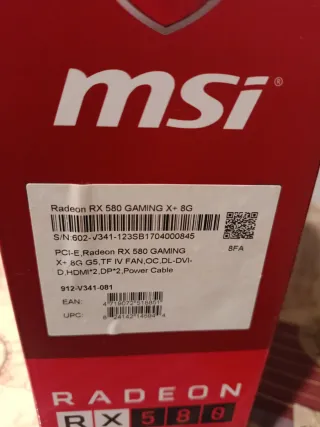 msi
Radeon RX 580 GAMING X+ 8G
S/N:602-V341-123SB1704000845
PCI-E,Radeon RX 580 GAMING
X+ 8G G5,TF IV FAN,OC,DL-DVI-
D,HDMI*2,DP*2,Power Cable
8FA
912-V341-081
EAN:
UPC:
RADEON
RX 580